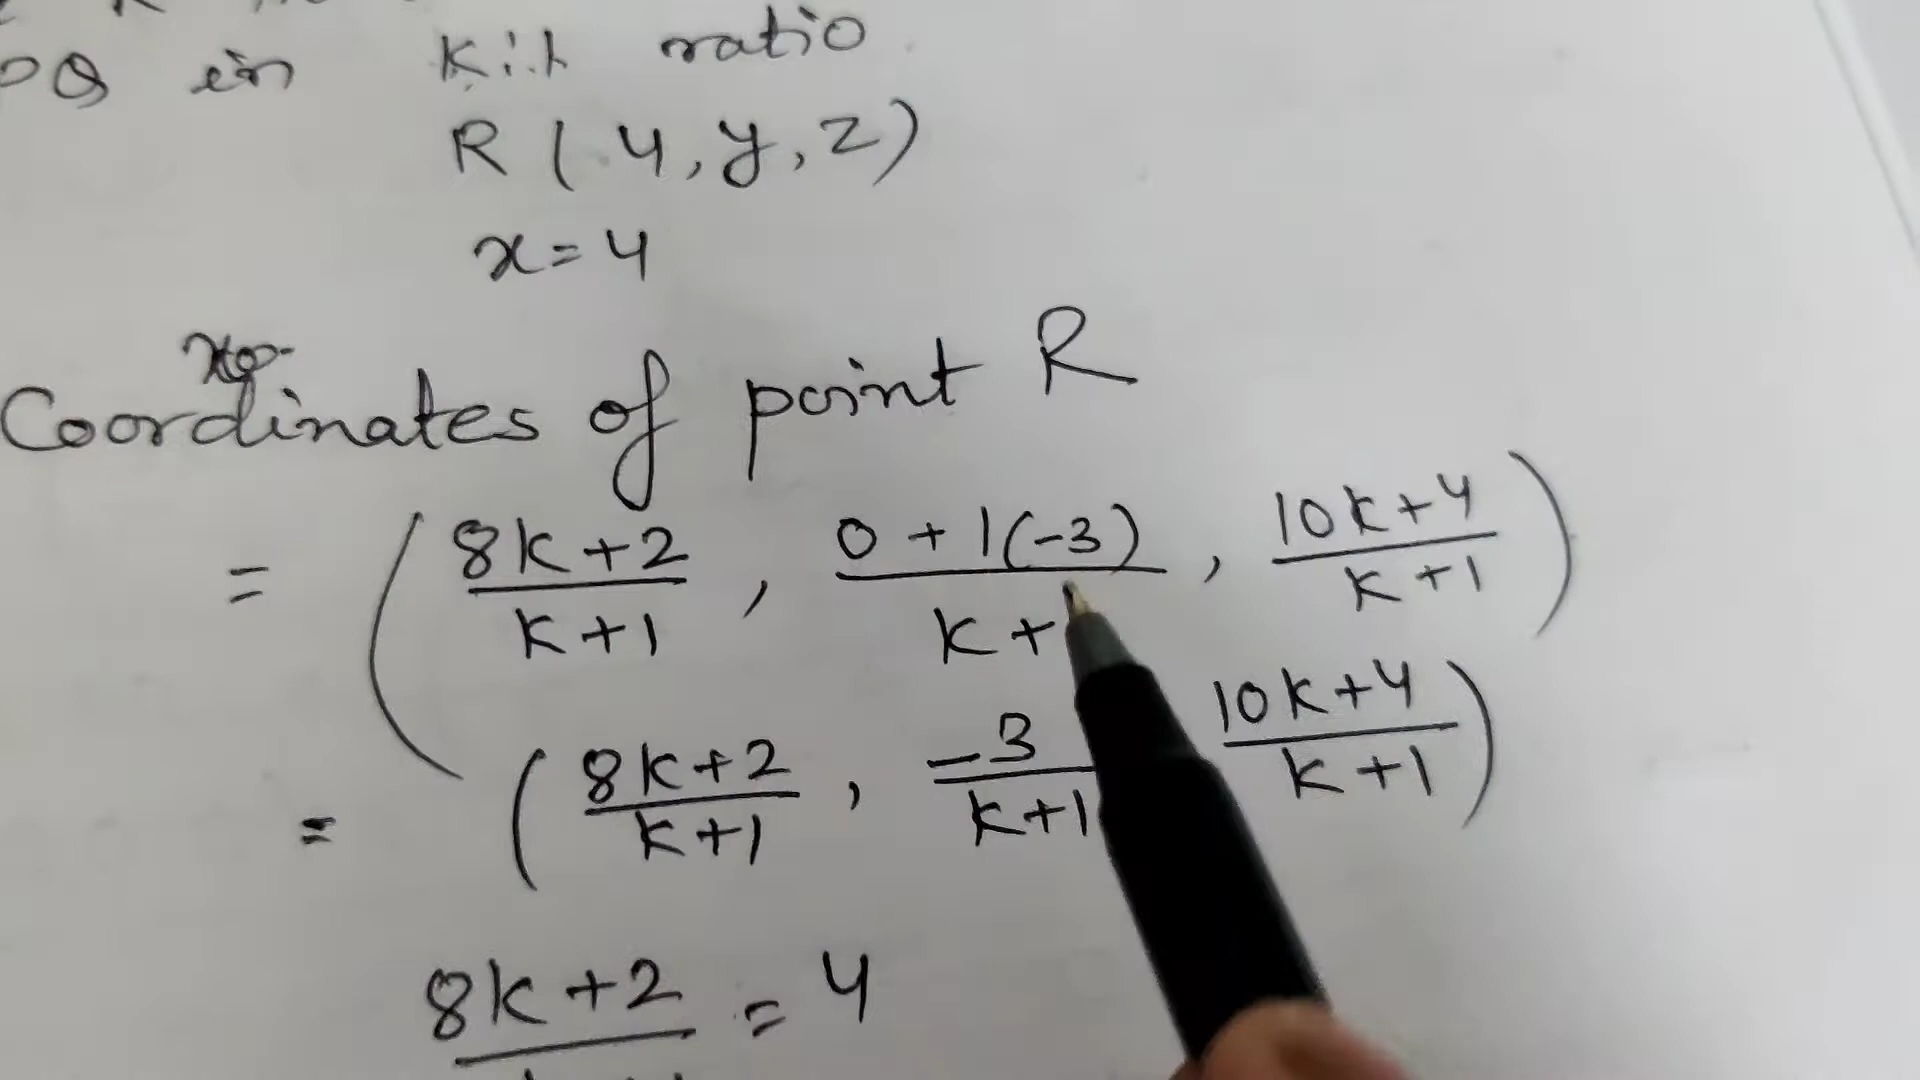 PQ in K:1 ratio
R (4, y, z)
x = 4
Coordinates of point R
= ( 8k+2 / k+1 , 0 + 1(-3) / k+ , 10k+4 / k+1 )
= ( 8k+2 / k+1 , -3 / k+1 10k+4 / k+1 )
8k+2 = 4